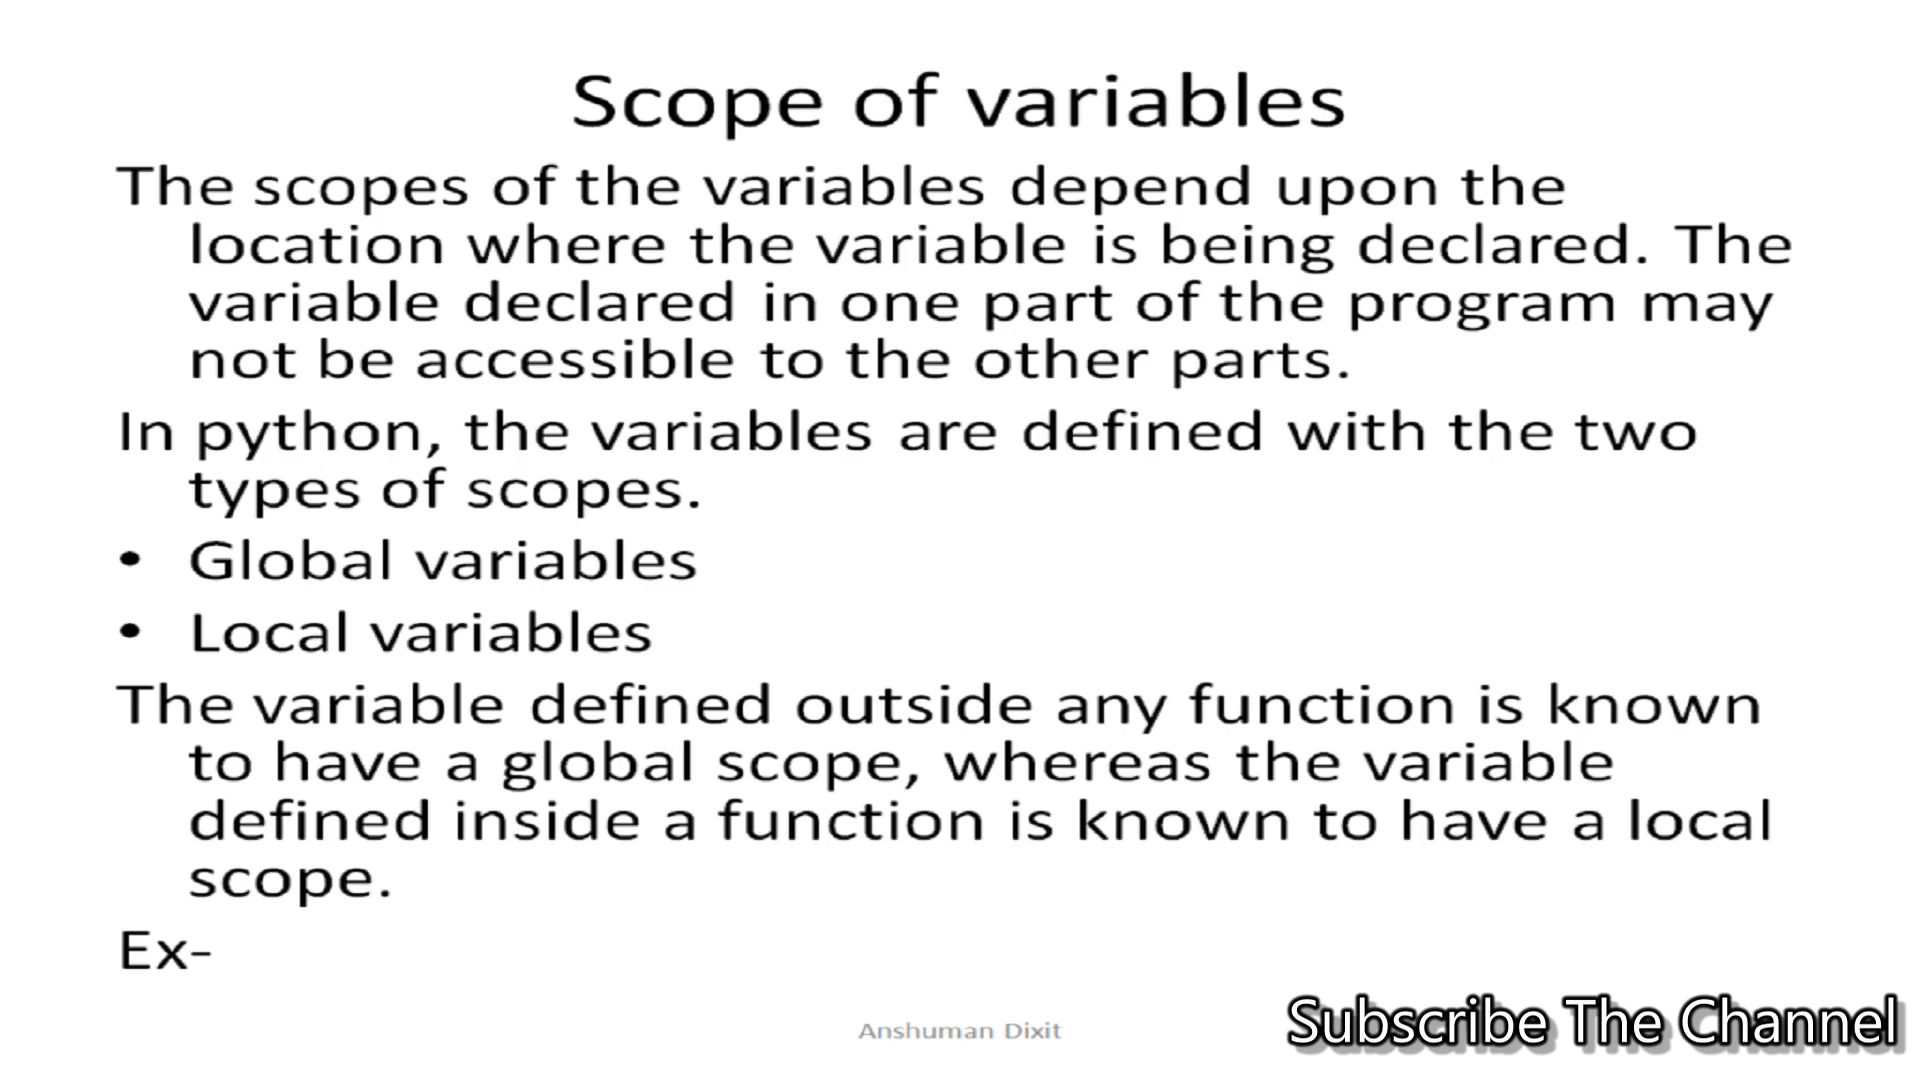 Scope of variables
The scopes of the variables depend upon the
location where the variable is being declared. The
variable declared in one part of the program may
not be accessible to the other parts.
In python, the variables are defined with the two
types of scopes.
• Global variables
• Local variables
The variable defined outside any function is known
to have a global scope, whereas the variable
defined inside a function is known to have a local
scope.
Ex-
Anshuman Dixit
Subscribe The Channel